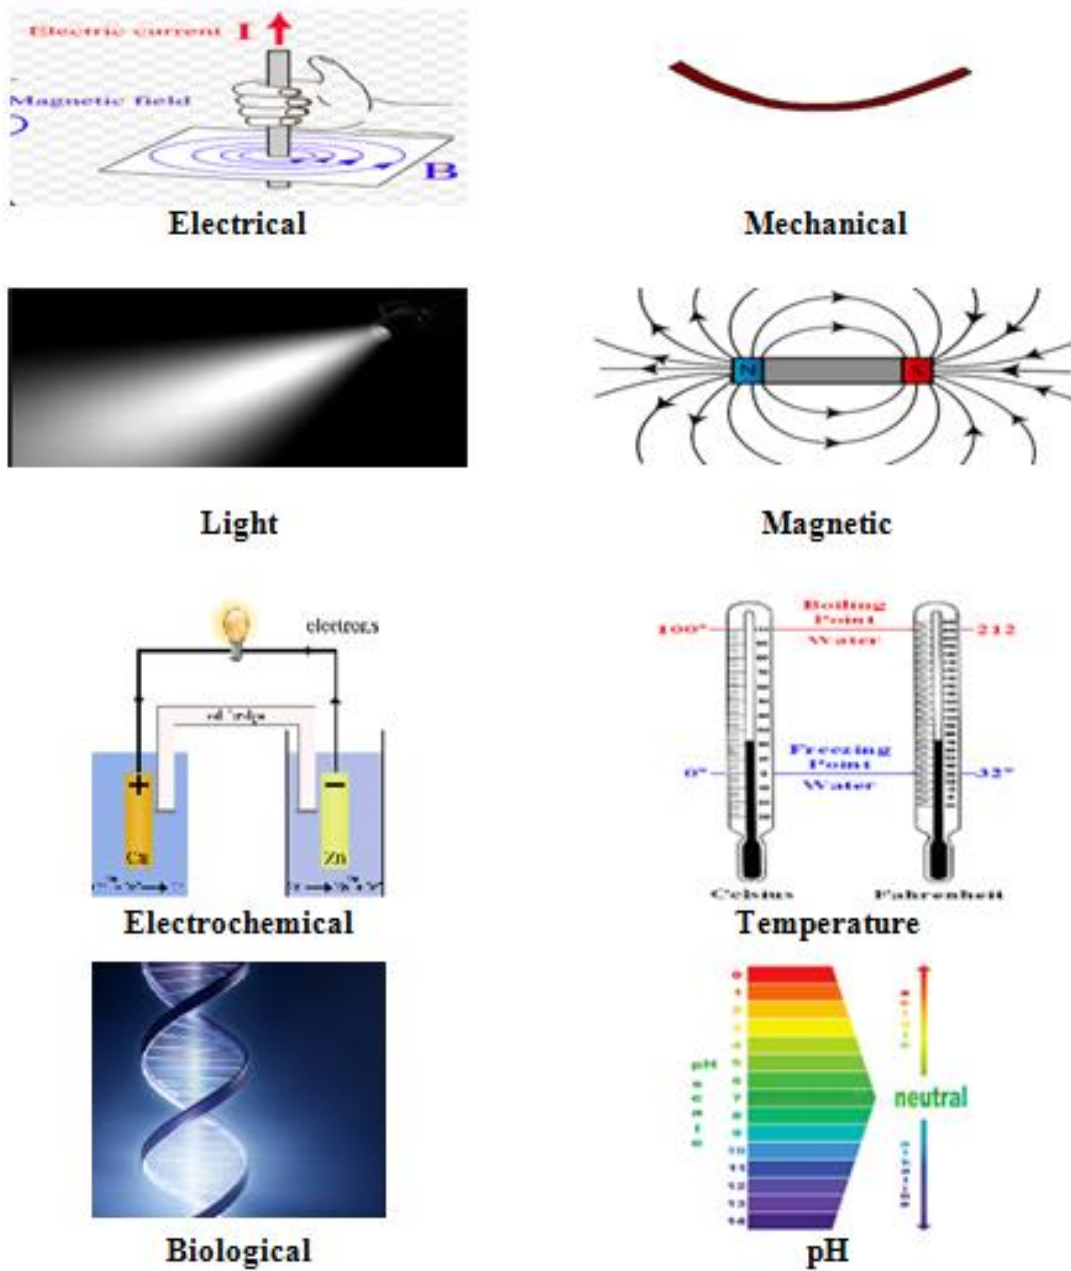 Electric current I
Magnetic field
B
Electrical
Mechanical
Light
N
S
Magnetic
electrons
+
−
Cu
Zn
Electrochemical
Boiling
Point
Water
100°
212
Freezing
Point
Water
0°
32°
Celsius
Fahrenheit
Temperature
Biological
0
1
2
3
4
5
6
7
8
9
10
11
12
13
14
pH
scale
neutral
pH